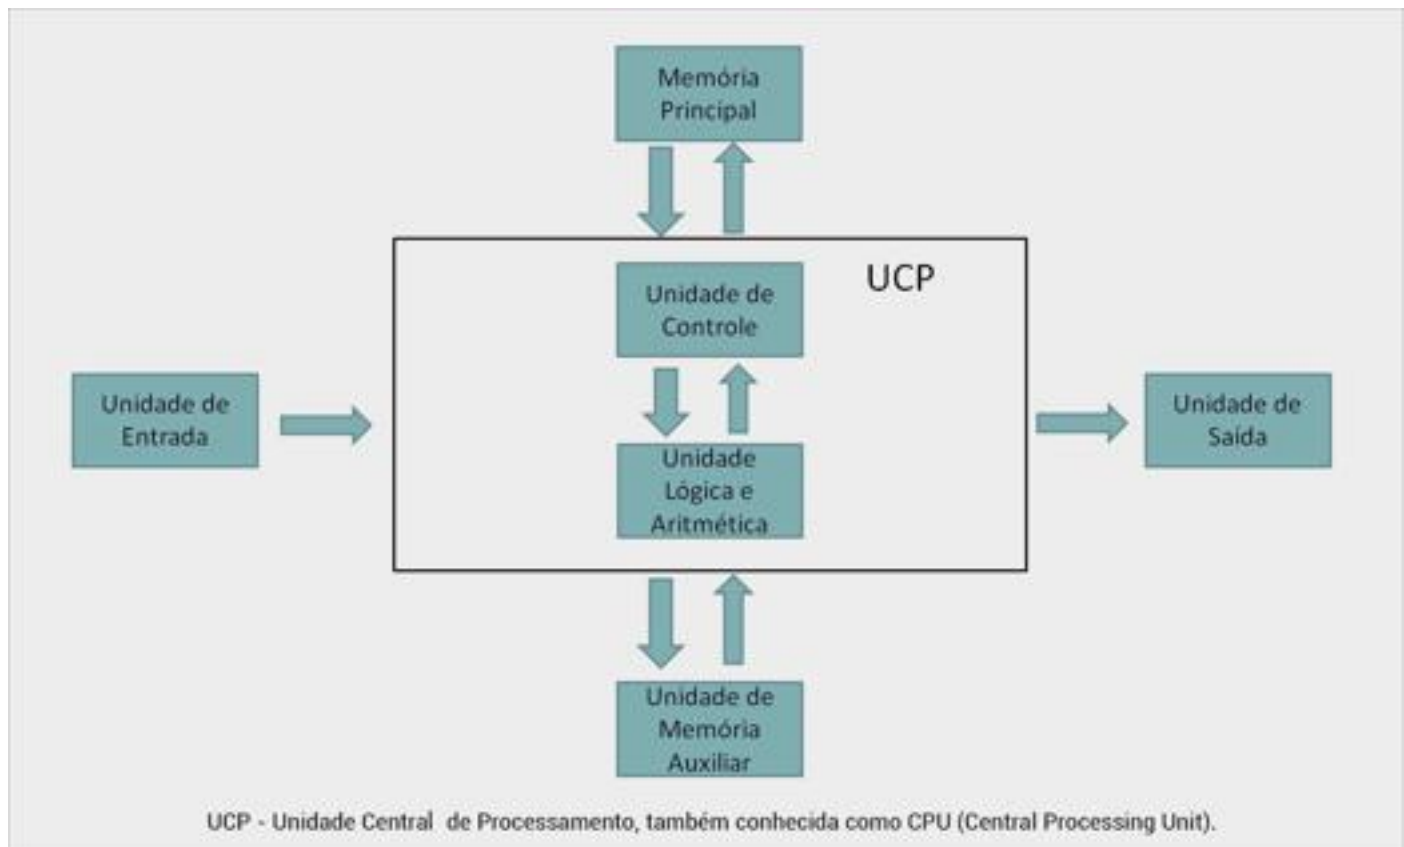 Memória
Principal
UCP
Unidade de
Controle
Unidade de
Entrada
Unidade de
Saída
Unidade
Lógica e
Aritmética
Unidade de
Memória
Auxiliar
UCP - Unidade Central de Processamento, também conhecida como CPU (Central Processing Unit).